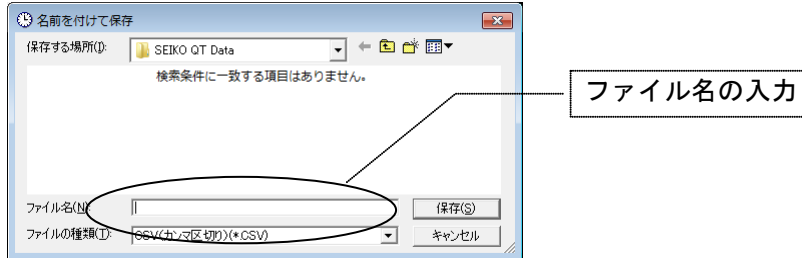 名前を付けて保存
保存する場所(I): SEIKO QT Data
検索条件に一致する項目はありません。
ファイル名の入力
ファイル名(N): 保存(S)
ファイルの種類(T): CSV(カンマ区切り)(*.CSV) キャンセル